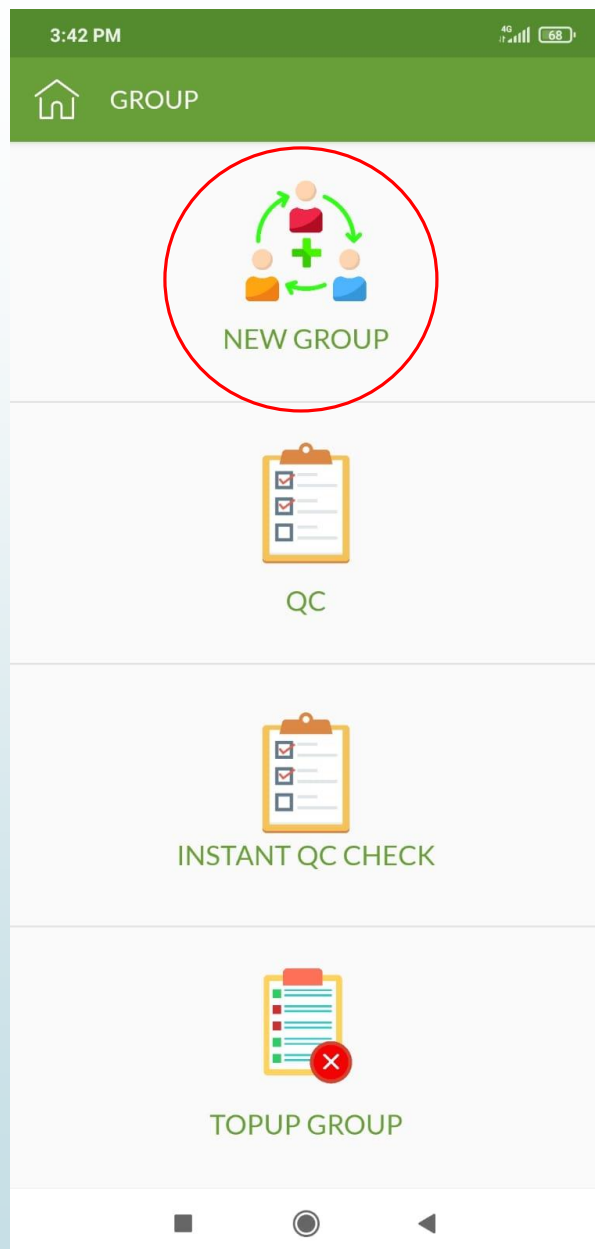 3:42 PM
4G
68
GROUP
NEW GROUP
QC
INSTANT QC CHECK
TOPUP GROUP